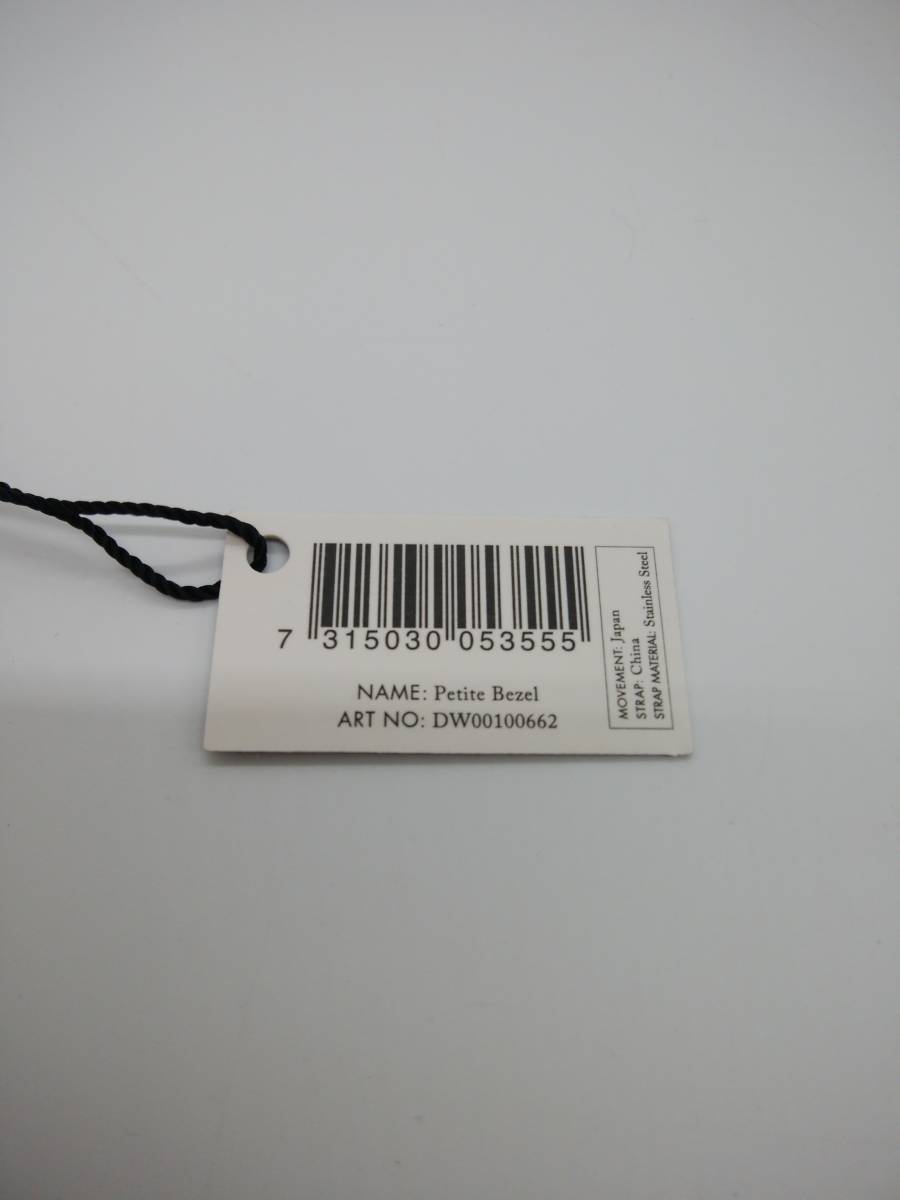 7 315030 053555
NAME: Petite Bezel
ART NO: DW00100662
MOVEMENT: Japan
STRAP: China
STRAP MATERIAL: Stainless Steel